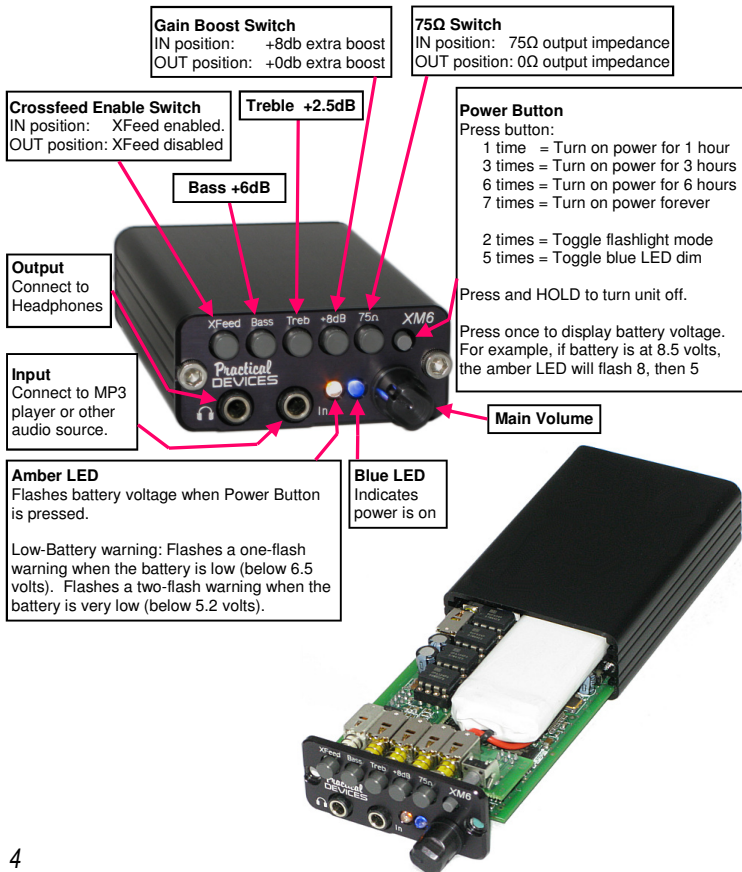 Gain Boost Switch
IN position: +8db extra boost
OUT position: +0db extra boost
75Ω Switch
IN position: 75Ω output impedance
OUT position: 0Ω output impedance
Crossfeed Enable Switch
IN position: XFeed enabled.
OUT position: XFeed disabled
Treble +2.5dB
Bass +6dB
Power Button
Press button:
1 time = Turn on power for 1 hour
3 times = Turn on power for 3 hours
6 times = Turn on power for 6 hours
7 times = Turn on power forever
2 times = Toggle flashlight mode
5 times = Toggle blue LED dim
Press and HOLD to turn unit off.
Press once to display battery voltage.
For example, if battery is at 8.5 volts,
the amber LED will flash 8, then 5
Output
Connect to
Headphones
XFeed Bass Treb +8dB 75Ω XM6
Practical
DEVICES
In
Input
Connect to MP3
player or other
audio source.
Main Volume
Amber LED
Flashes battery voltage when Power Button
is pressed.
Low-Battery warning: Flashes a one-flash
warning when the battery is low (below 6.5
volts). Flashes a two-flash warning when the
battery is very low (below 5.2 volts).
Blue LED
Indicates
power is on
XFeed Bass Treb +8dB 75Ω XM6
Practical
DEVICES
In
4